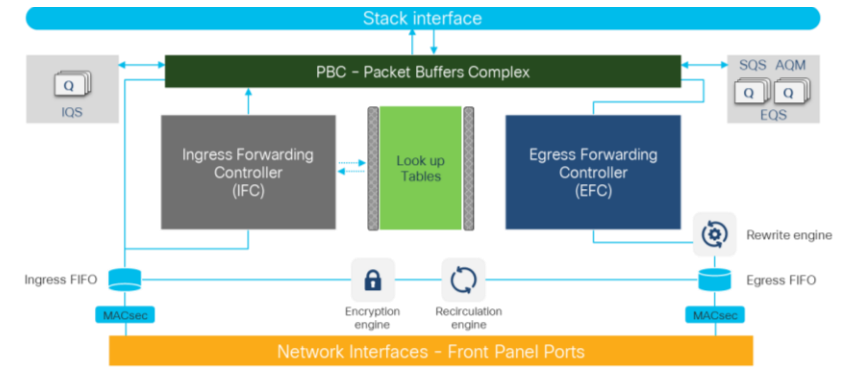 Stack interface
PBC – Packet Buffers Complex
Q
IQS
SQS AQM
Q Q
EQS
Ingress Forwarding
Controller
(IFC)
Look up
Tables
Egress Forwarding
Controller
(EFC)
Rewrite engine
Ingress FIFO
Egress FIFO
Encryption
engine
Recirculation
engine
MACsec
MACsec
Network Interfaces – Front Panel Ports